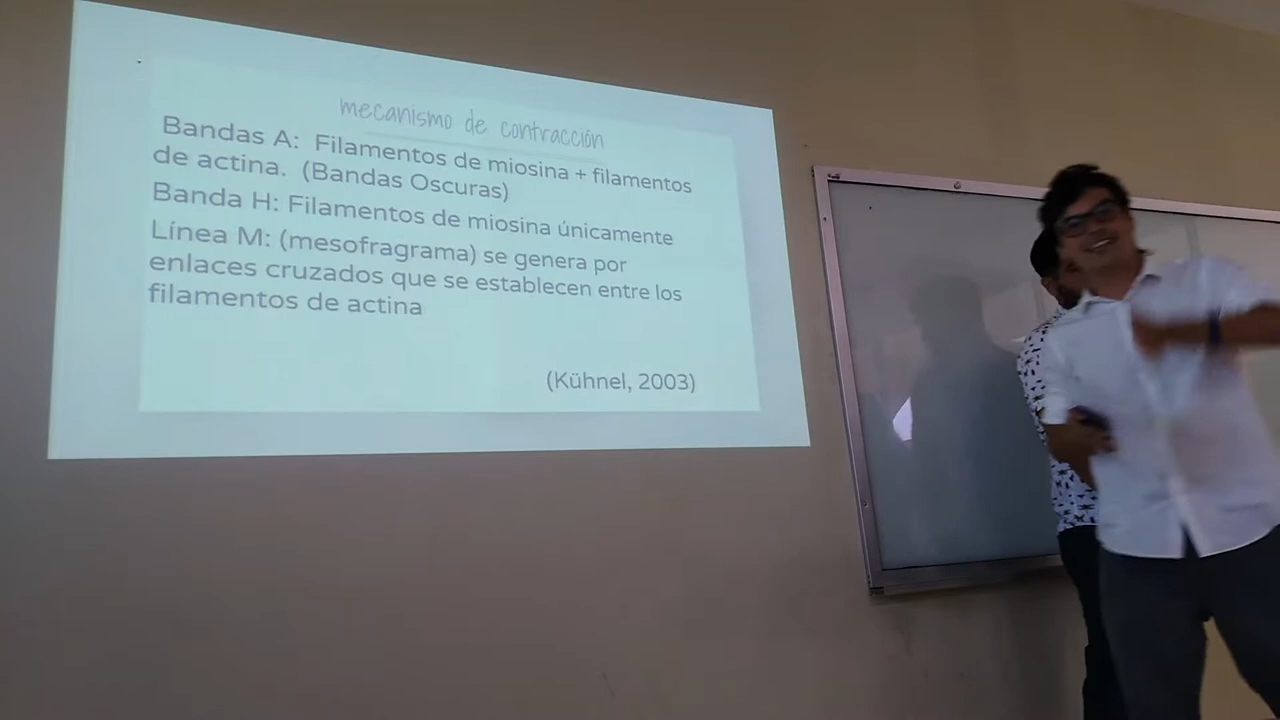 mecanismo de contracción
Bandas A: Filamentos de miosina + filamentos
de actina. (Bandas Oscuras)
Banda H: Filamentos de miosina únicamente
Línea M: (mesofragrama) se genera por
enlaces cruzados que se establecen entre los
filamentos de actina
(Kühnel, 2003)